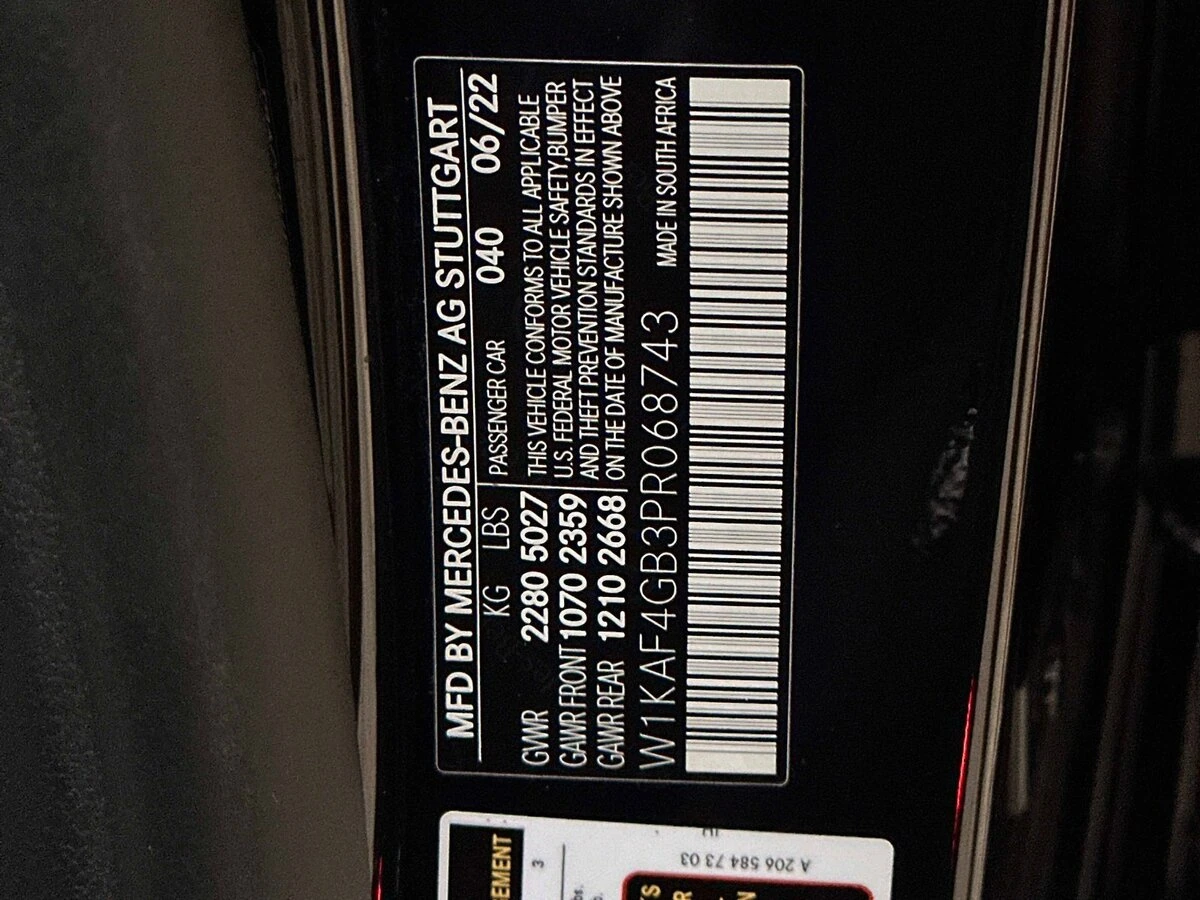 MFD BY MERCEDES-BENZ AG STUTTGART
KG LBS PASSENGER CAR 040 06/22
GVWR 2280 5027 THIS VEHICLE CONFORMS TO ALL APPLICABLE
GAWR FRONT 1070 2359 U.S. FEDERAL MOTOR VEHICLE SAFETY,BUMPER
GAWR REAR 1210 2668 AND THEFT PREVENTION STANDARDS IN EFFECT
ON THE DATE OF MANUFACTURE SHOWN ABOVE
W1KAF4GB3PR068743 MADE IN SOUTH AFRICA
EMENT
3
A 206 584 73 03